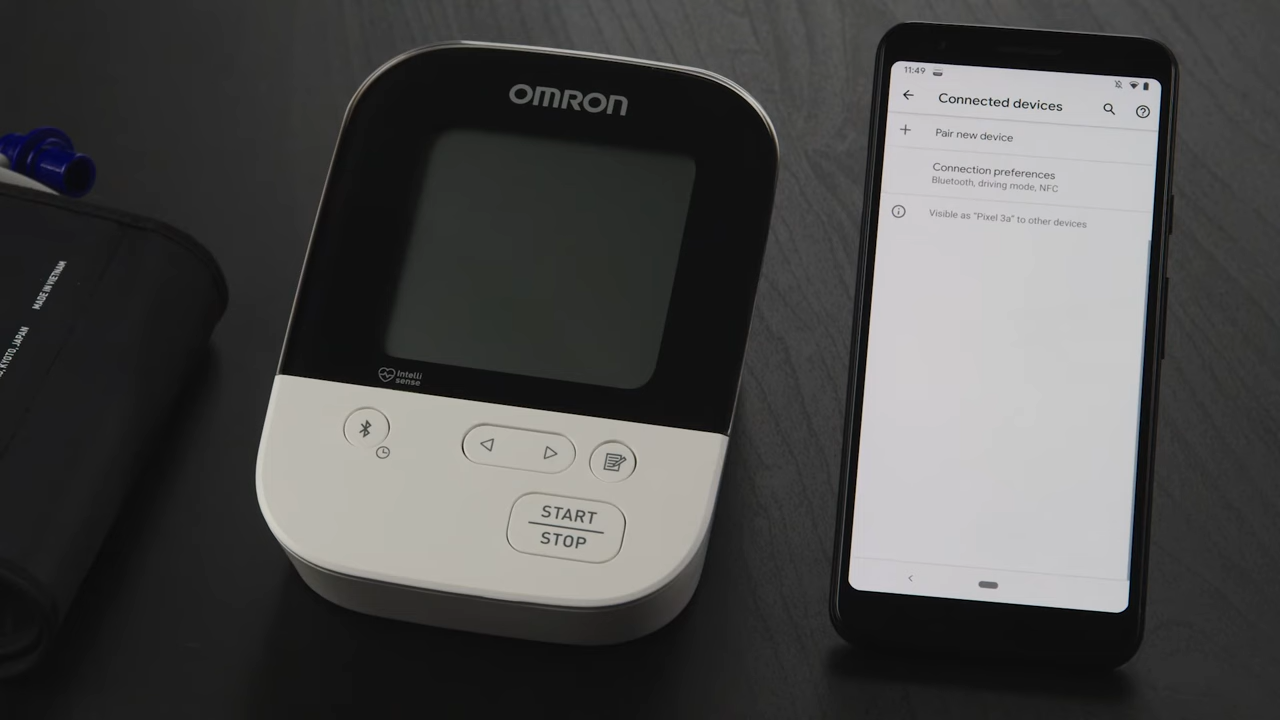 MADE IN VIETNAM
KYOTO, JAPAN
OMRON
Intelli
sense
START
STOP
11:49
Connected devices
Pair new device
Connection preferences
Bluetooth, driving mode, NFC
Visible as "Pixel 3a" to other devices